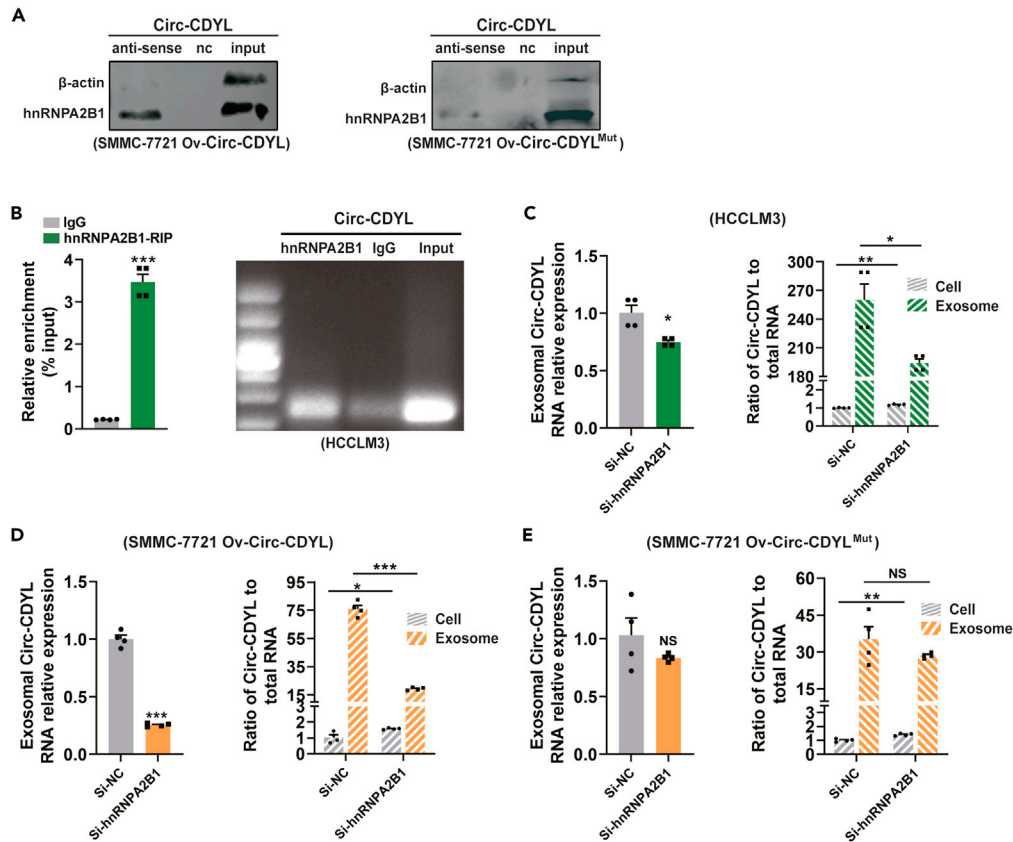 A
Circ-CDYL
anti-sense nc input
β-actin
hnRNPA2B1
(SMMC-7721 Ov-Circ-CDYL)
Circ-CDYL
anti-sense nc input
β-actin
hnRNPA2B1
(SMMC-7721 Ov-Circ-CDYL^Mut)
B
IgG
hnRNPA2B1-RIP
Relative enrichment
(% input)
4
3
2
1
0
***
Circ-CDYL
hnRNPA2B1 IgG Input
(HCCLM3)
C
(HCCLM3)
Exosomal Circ-CDYL
RNA relative expression
1.5
1.0
0.5
0.0
*
Si-NC
Si-hnRNPA2B1
Ratio of Circ-CDYL to
total RNA
300
270
240
210
180
2
1
0
*
**
Cell
Exosome
Si-NC
Si-hnRNPA2B1
D
(SMMC-7721 Ov-Circ-CDYL)
Exosomal Circ-CDYL
RNA relative expression
1.5
1.0
0.5
0.0
***
Si-NC
Si-hnRNPA2B1
Ratio of Circ-CDYL to
total RNA
95
75
55
35
15
3
2
1
0
***
*
Cell
Exosome
Si-NC
Si-hnRNPA2B1
E
(SMMC-7721 Ov-Circ-CDYL^Mut)
Exosomal Circ-CDYL
RNA relative expression
1.5
1.0
0.5
0.0
NS
Si-NC
Si-hnRNPA2B1
Ratio of Circ-CDYL to
total RNA
60
45
30
15
3
2
1
0
NS
**
Cell
Exosome
Si-NC
Si-hnRNPA2B1